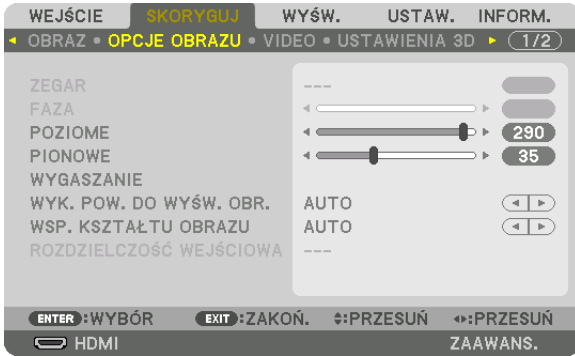 WEJŚCIE SKORYGUJ WYŚW. USTAW. INFORM.
OBRAZ • OPCJE OBRAZU • VIDEO • USTAWIENIA 3D 1/2
ZEGAR ---
FAZA
POZIOME 290
PIONOWE 35
WYGASZANIE
WYK. POW. DO WYŚW. OBR. AUTO
WSP. KSZTAŁTU OBRAZU AUTO
ROZDZIELCZOŚĆ WEJŚCIOWA ---
ENTER :WYBÓR EXIT :ZAKOŃ. :PRZESUŃ :PRZESUŃ
HDMI ZAAWANS.